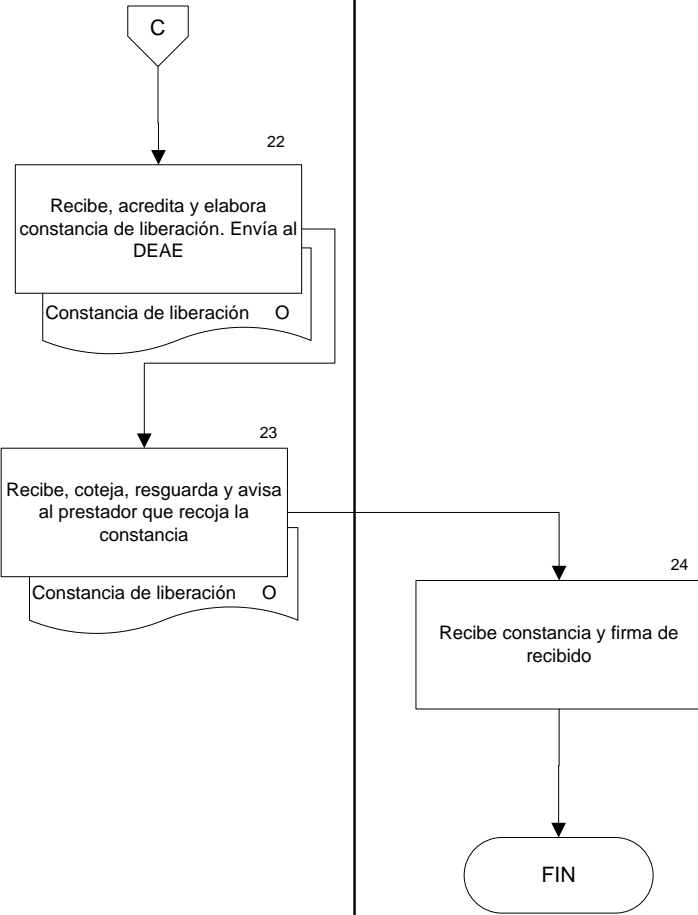 C
22
Recibe, acredita y elabora
constancia de liberación. Envía al
DEAE
Constancia de liberación O
23
Recibe, coteja, resguarda y avisa
al prestador que recoja la
constancia
Constancia de liberación O
24
Recibe constancia y firma de
recibido
FIN